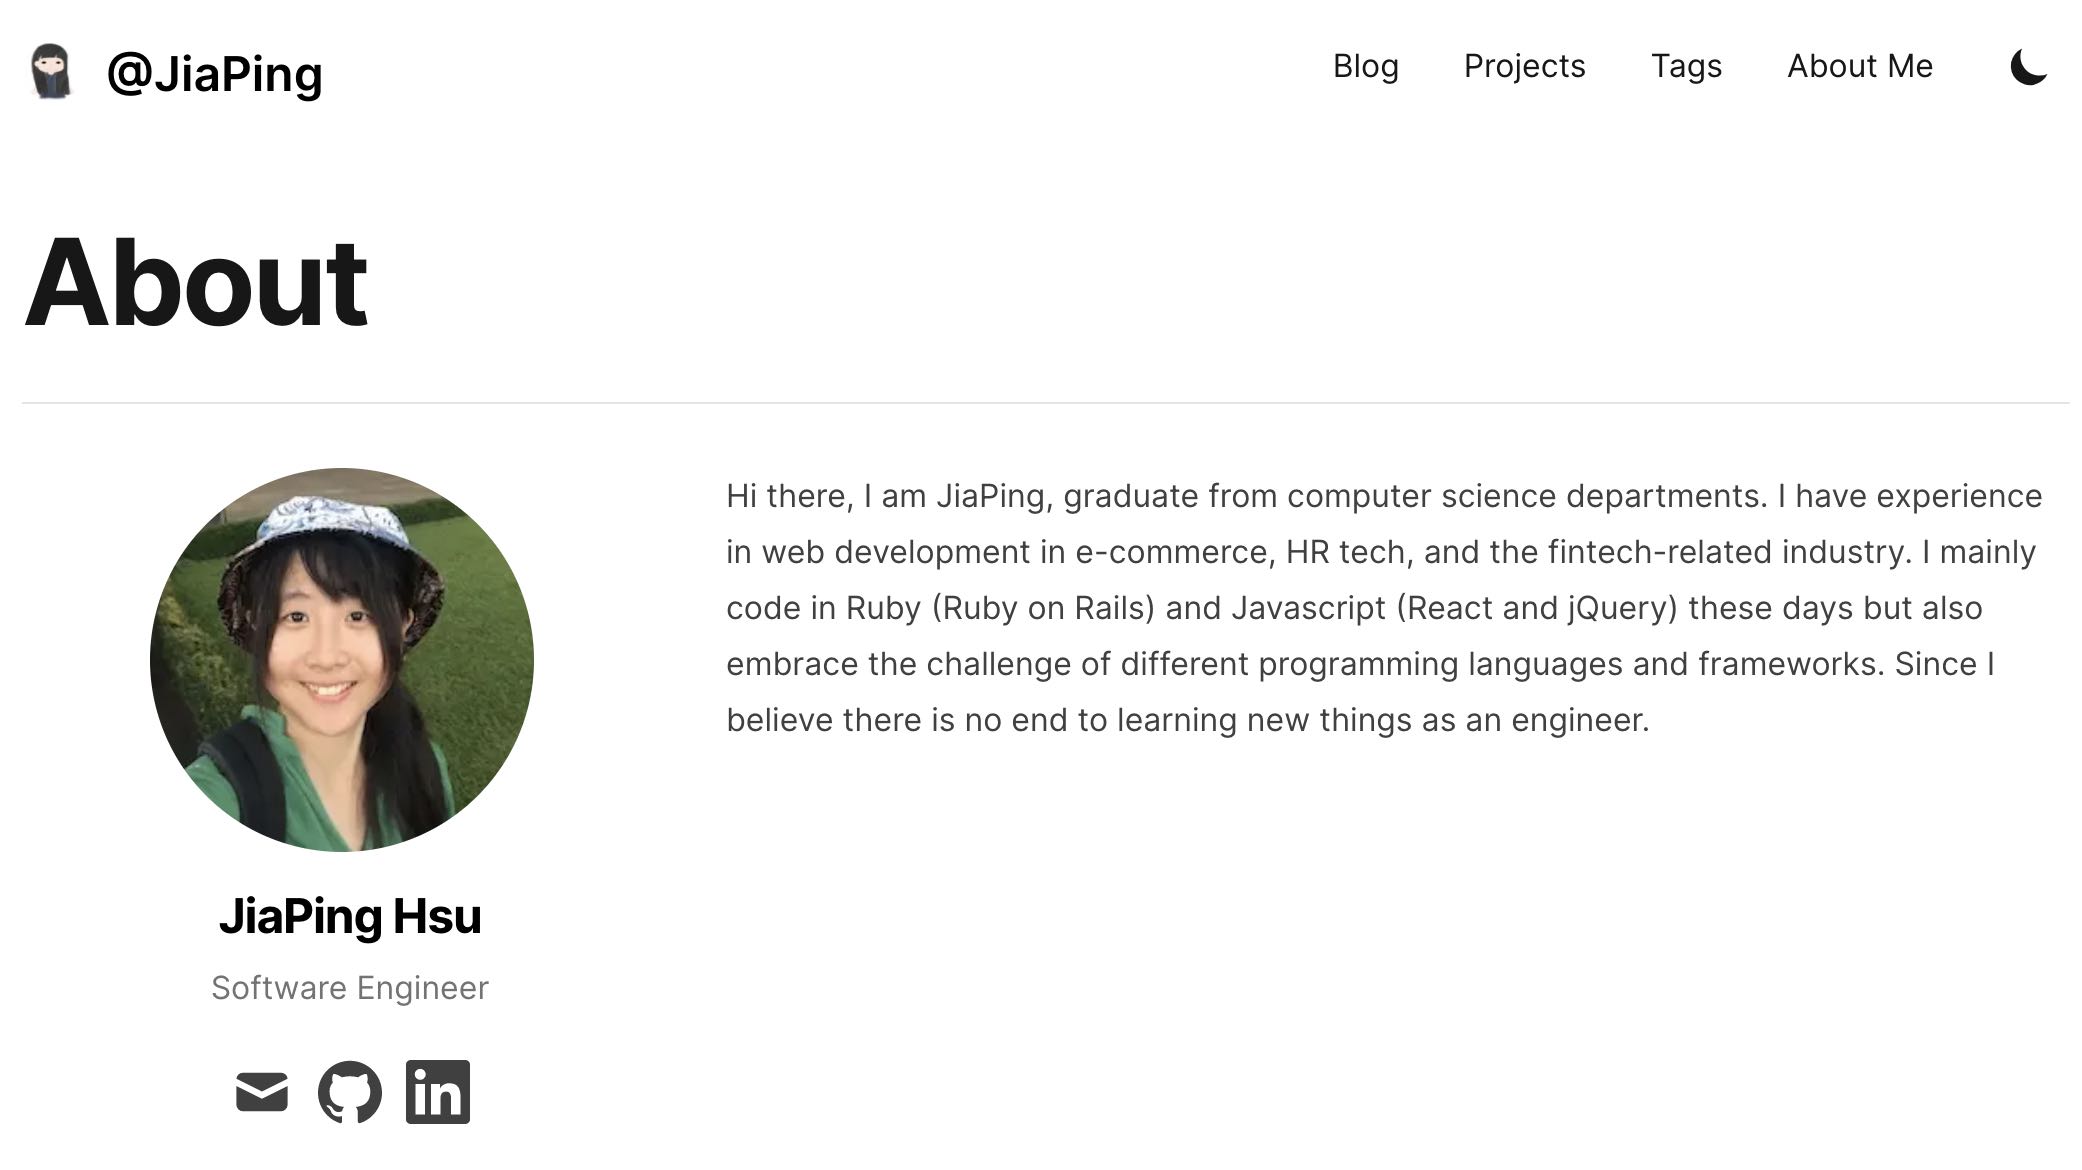 @JiaPing
Blog Projects Tags About Me
About
Hi there, I am JiaPing, graduate from computer science departments. I have experience
in web development in e-commerce, HR tech, and the fintech-related industry. I mainly
code in Ruby (Ruby on Rails) and Javascript (React and jQuery) these days but also
embrace the challenge of different programming languages and frameworks. Since I
believe there is no end to learning new things as an engineer.
JiaPing Hsu
Software Engineer
in